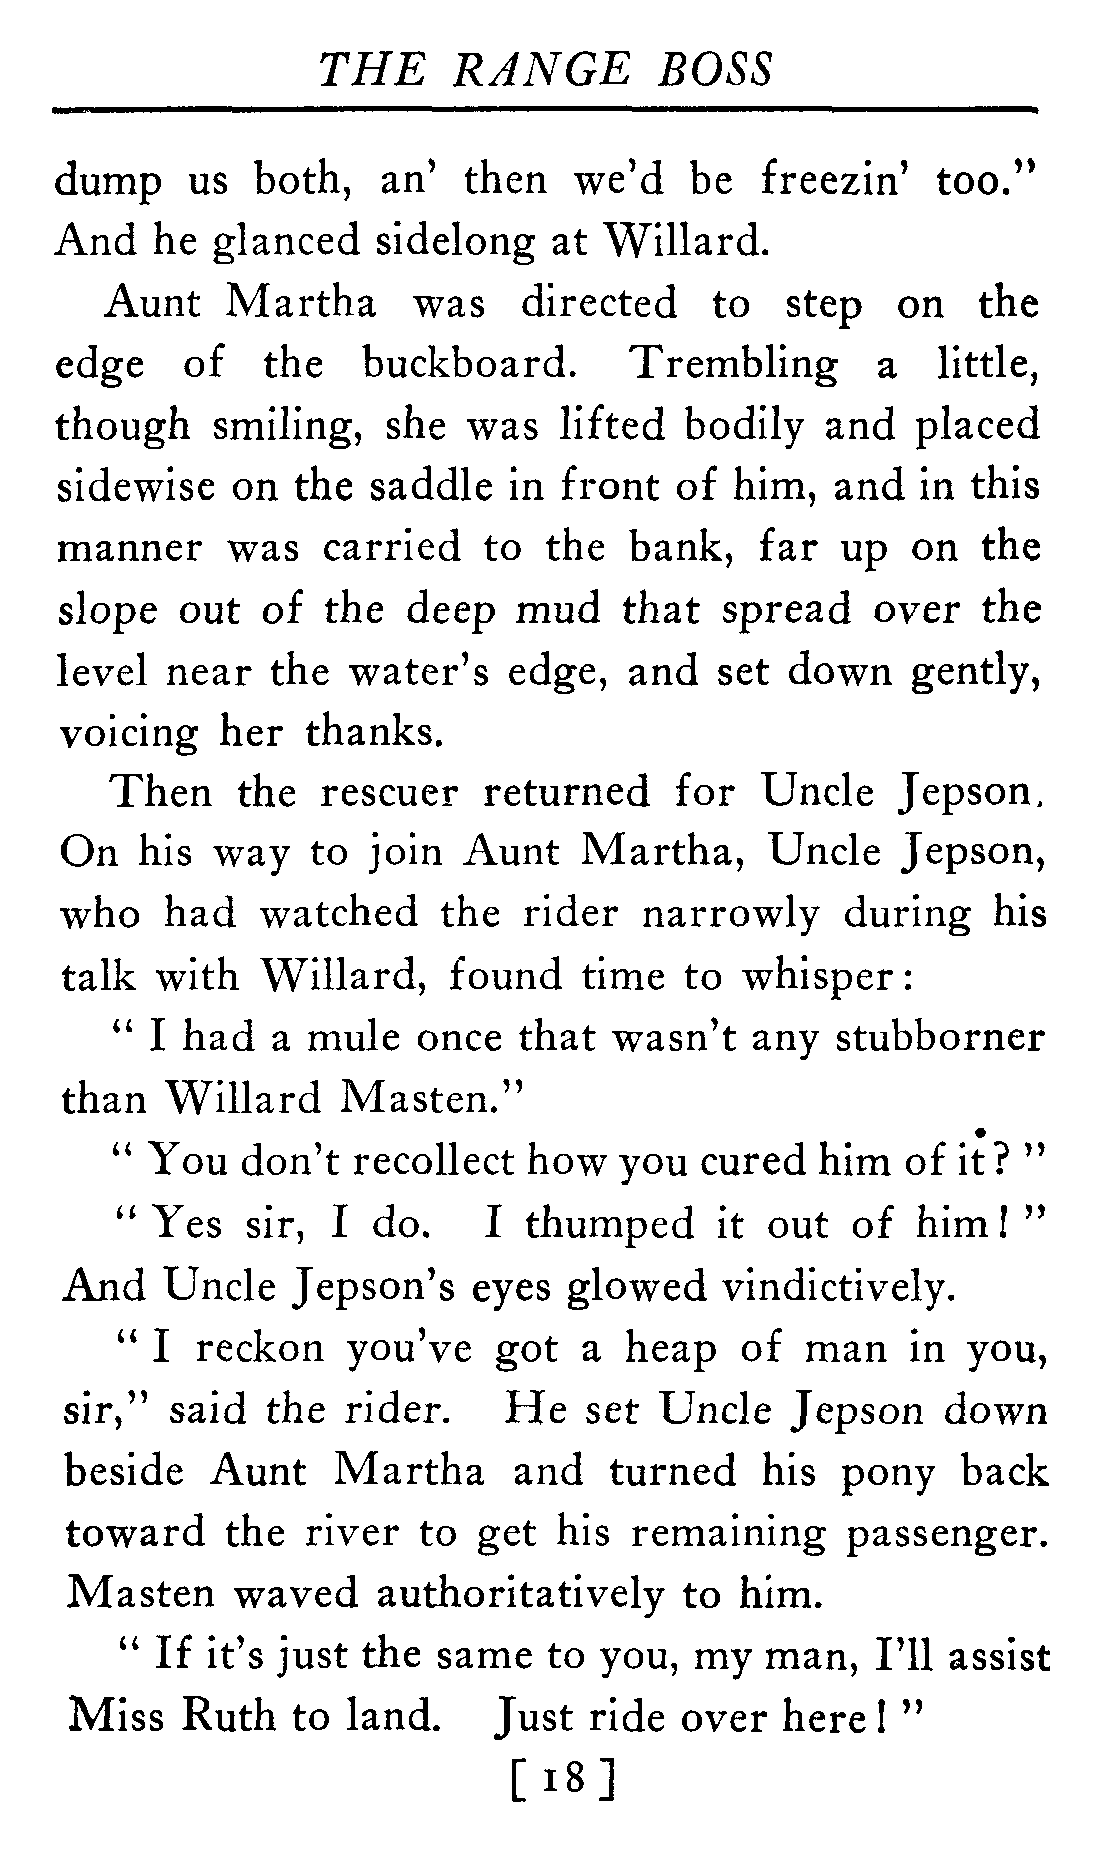 THE RANGE BOSS
dump us both, an' then we'd be freezin' too."
And he glanced sidelong at Willard.
Aunt Martha was directed to step on the
edge of the buckboard. Trembling a little,
though smiling, she was lifted bodily and placed
sidewise on the saddle in front of him, and in this
manner was carried to the bank, far up on the
slope out of the deep mud that spread over the
level near the water's edge, and set down gently,
voicing her thanks.
Then the rescuer returned for Uncle Jepson.
On his way to join Aunt Martha, Uncle Jepson,
who had watched the rider narrowly during his
talk with Willard, found time to whisper:
"I had a mule once that wasn't any stubborner
than Willard Masten."
"You don't recollect how you cured him of it?"
"Yes sir, I do. I thumped it out of him!"
And Uncle Jepson's eyes glowed vindictively.
"I reckon you've got a heap of man in you,
sir," said the rider. He set Uncle Jepson down
beside Aunt Martha and turned his pony back
toward the river to get his remaining passenger.
Masten waved authoritatively to him.
"If it's just the same to you, my man, I'll assist
Miss Ruth to land. Just ride over here!"
[18]